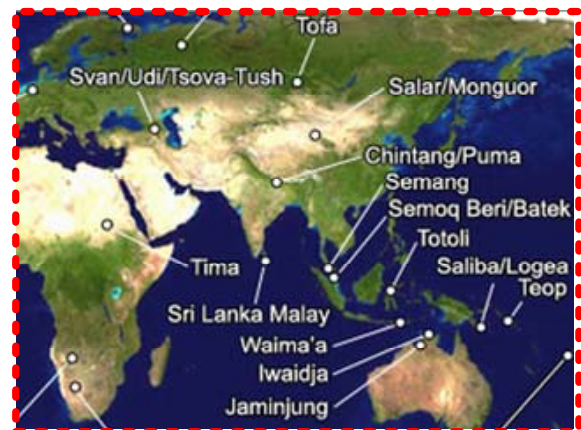 Tofa
Svan/Udi/Tsova-Tush
Salar/Monguor
Chintang/Puma
Semang
Semoq Beri/Batek
Totoli
Tima
Saliba/Logea
Teop
Sri Lanka Malay
Waima'a
Iwaidja
Jaminjung